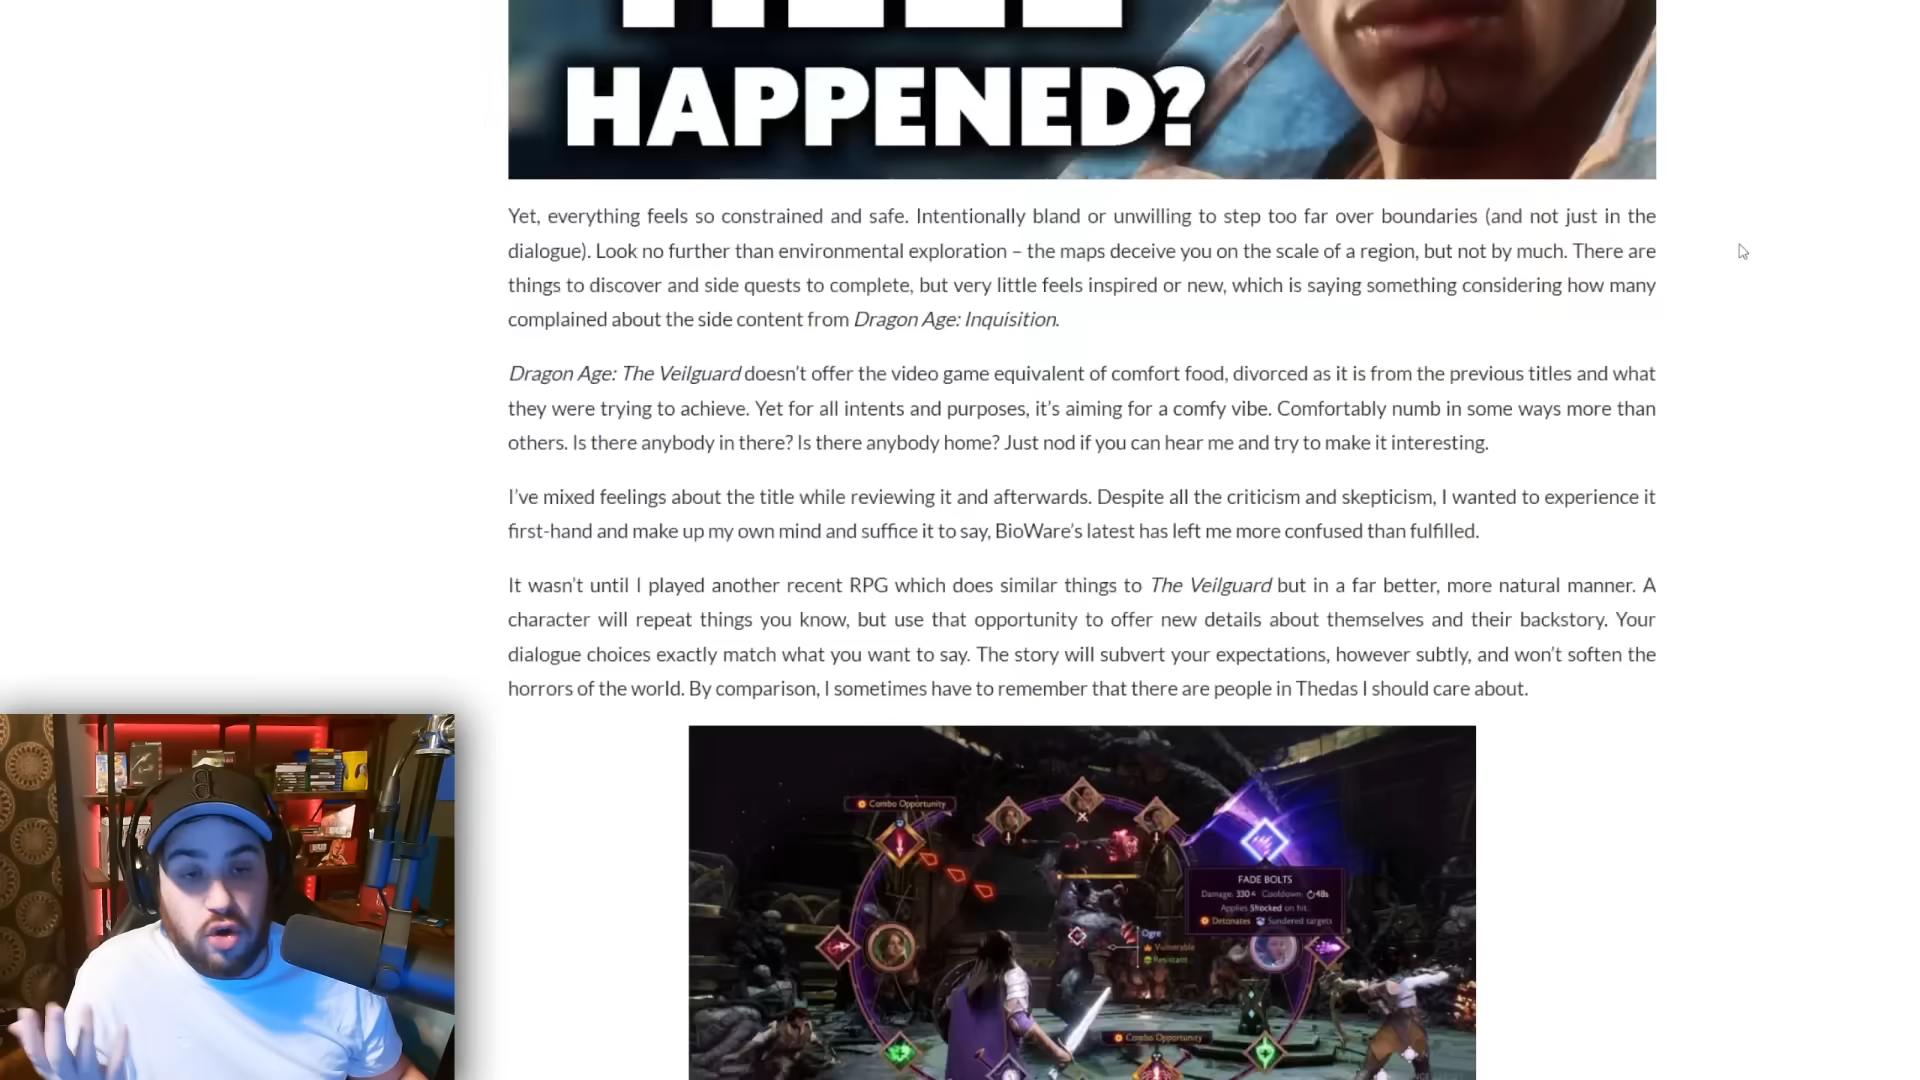 HAPPENED?
Yet, everything feels so constrained and safe. Intentionally bland or unwilling to step too far over boundaries (and not just in the
dialogue). Look no further than environmental exploration – the maps deceive you on the scale of a region, but not by much. There are
things to discover and side quests to complete, but very little feels inspired or new, which is saying something considering how many
complained about the side content from Dragon Age: Inquisition.
Dragon Age: The Veilguard doesn't offer the video game equivalent of comfort food, divorced as it is from the previous titles and what
they were trying to achieve. Yet for all intents and purposes, it's aiming for a comfy vibe. Comfortably numb in some ways more than
others. Is there anybody in there? Is there anybody home? Just nod if you can hear me and try to make it interesting.
I've mixed feelings about the title while reviewing it and afterwards. Despite all the criticism and skepticism, I wanted to experience it
first-hand and make up my own mind and suffice it to say, BioWare's latest has left me more confused than fulfilled.
It wasn't until I played another recent RPG which does similar things to The Veilguard but in a far better, more natural manner. A
character will repeat things you know, but use that opportunity to offer new details about themselves and their backstory. Your
dialogue choices exactly match what you want to say. The story will subvert your expectations, however subtly, and won't soften the
horrors of the world. By comparison, I sometimes have to remember that there are people in Thedas I should care about.
Combo Opportunity
FADE BOLTS
Damage: 330 Cooldown: 48s
Applies Shocked on hit.
Detonates Sundered targets
Ogre
Vulnerable
Resistant
Combo Opportunity